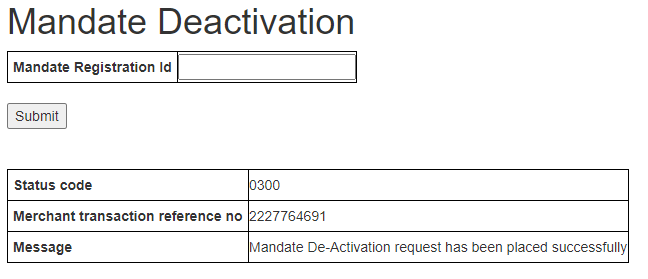 Mandate Deactivation
Mandate Registration Id
Submit
Status code 0300
Merchant transaction reference no 2227764691
Message Mandate De-Activation request has been placed successfully